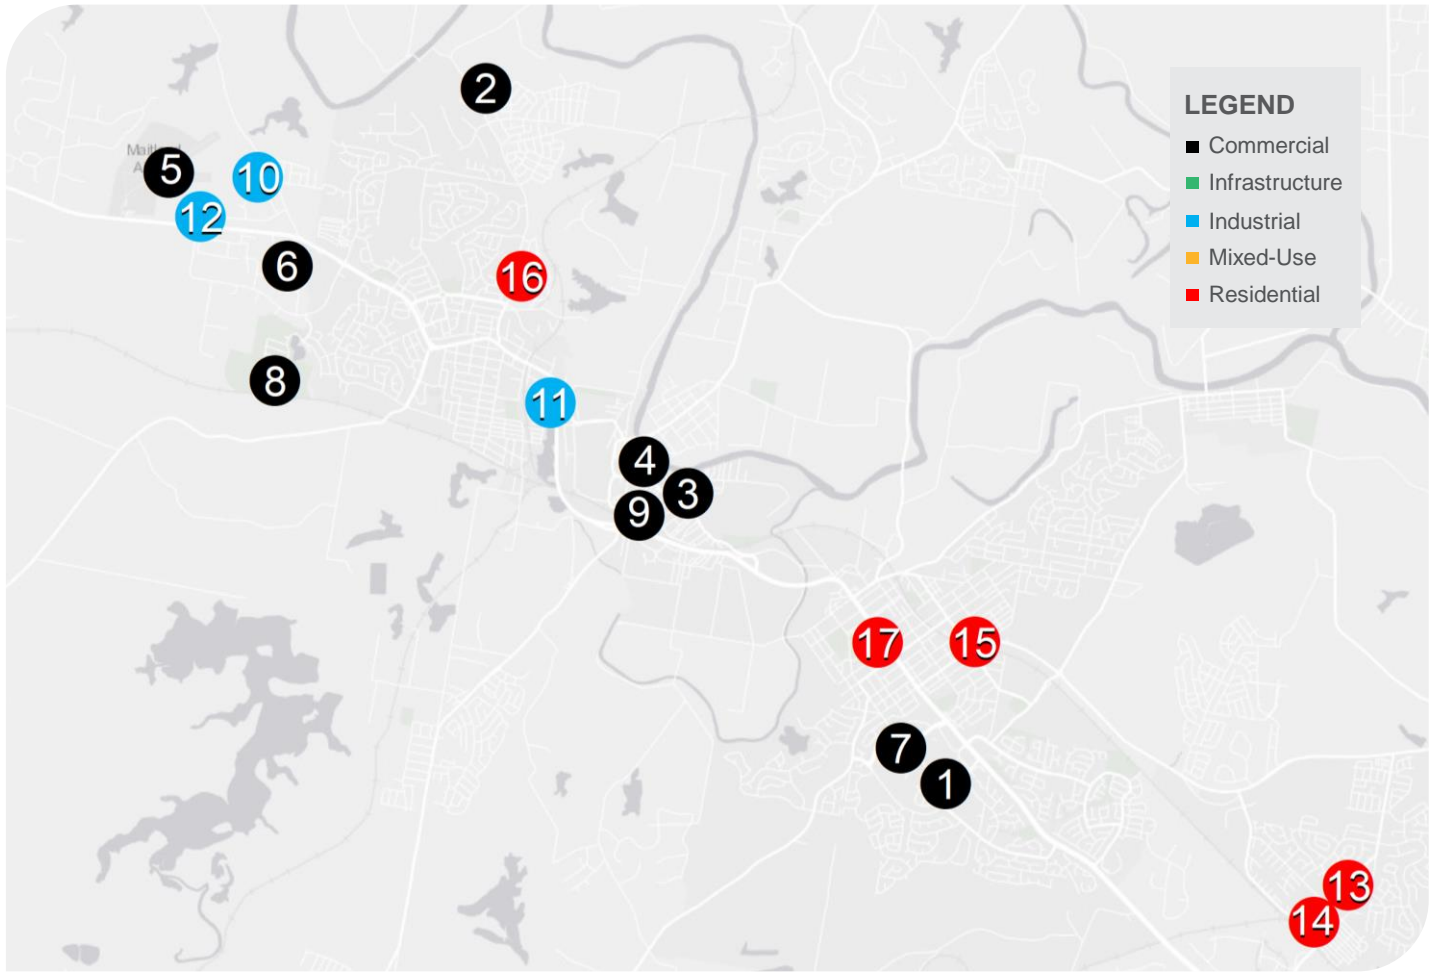 2
LEGEND
Commercial
Infrastructure
Industrial
Mixed-Use
Residential
5
10
12
6
16
8
11
4
3
9
17
15
7
1
13
14